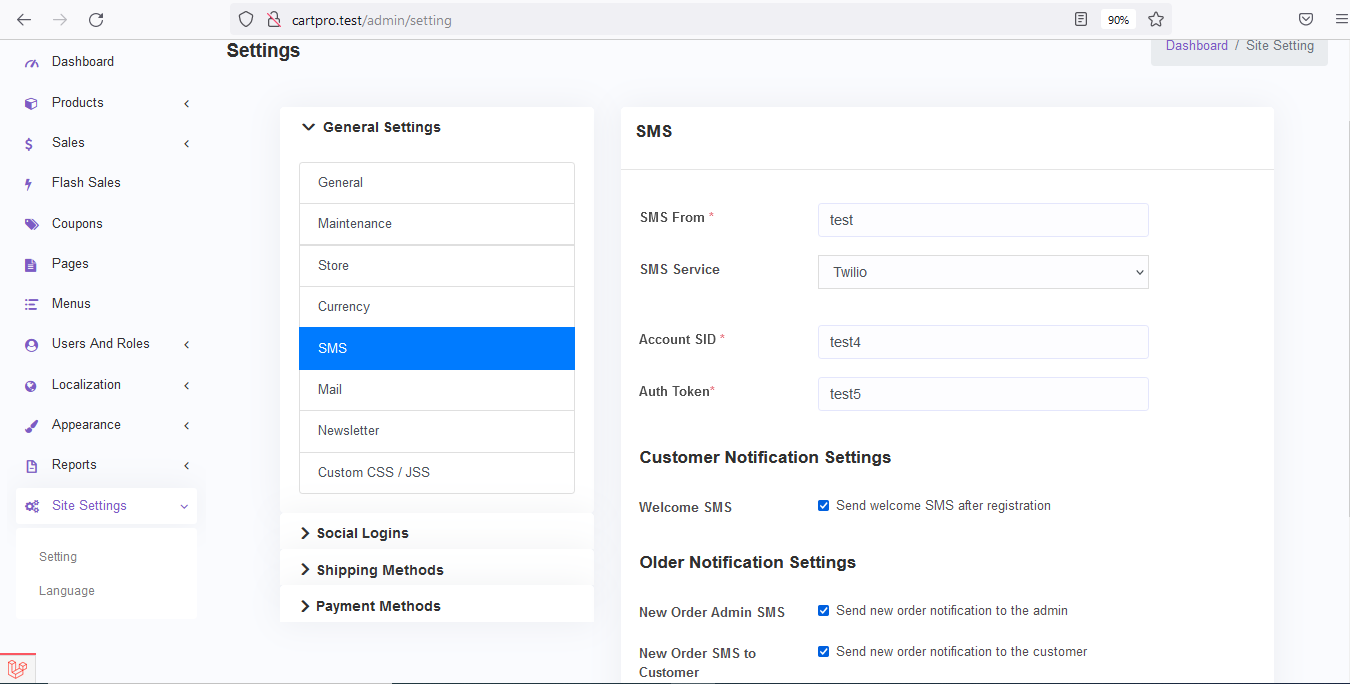 cartpro.test/admin/setting
90%
Settings
Dashboard / Site Setting
Dashboard
Products
Sales
Flash Sales
Coupons
Pages
Menus
Users And Roles
Localization
Appearance
Reports
Site Settings
Setting
Language
General Settings
General
Maintenance
Store
Currency
SMS
Mail
Newsletter
Custom CSS / JSS
Social Logins
Shipping Methods
Payment Methods
SMS
SMS From *
test
SMS Service
Twilio
Account SID *
test4
Auth Token*
test5
Customer Notification Settings
Welcome SMS
Send welcome SMS after registration
Older Notification Settings
New Order Admin SMS
Send new order notification to the admin
New Order SMS to
Customer
Send new order notification to the customer